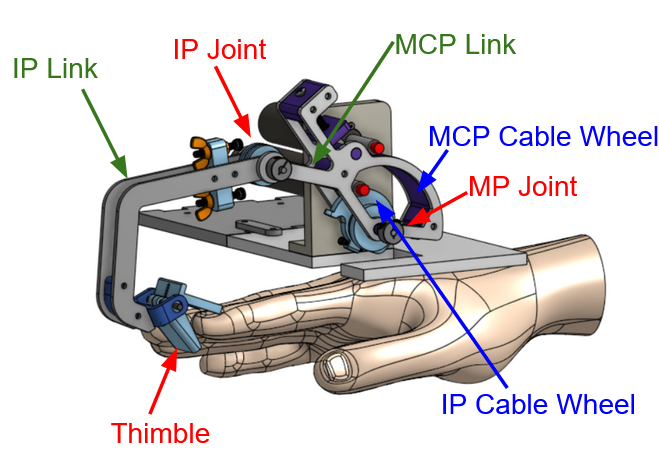 MCP Link
IP Joint
IP Link
MCP Cable Wheel
MP Joint
IP Cable Wheel
Thimble